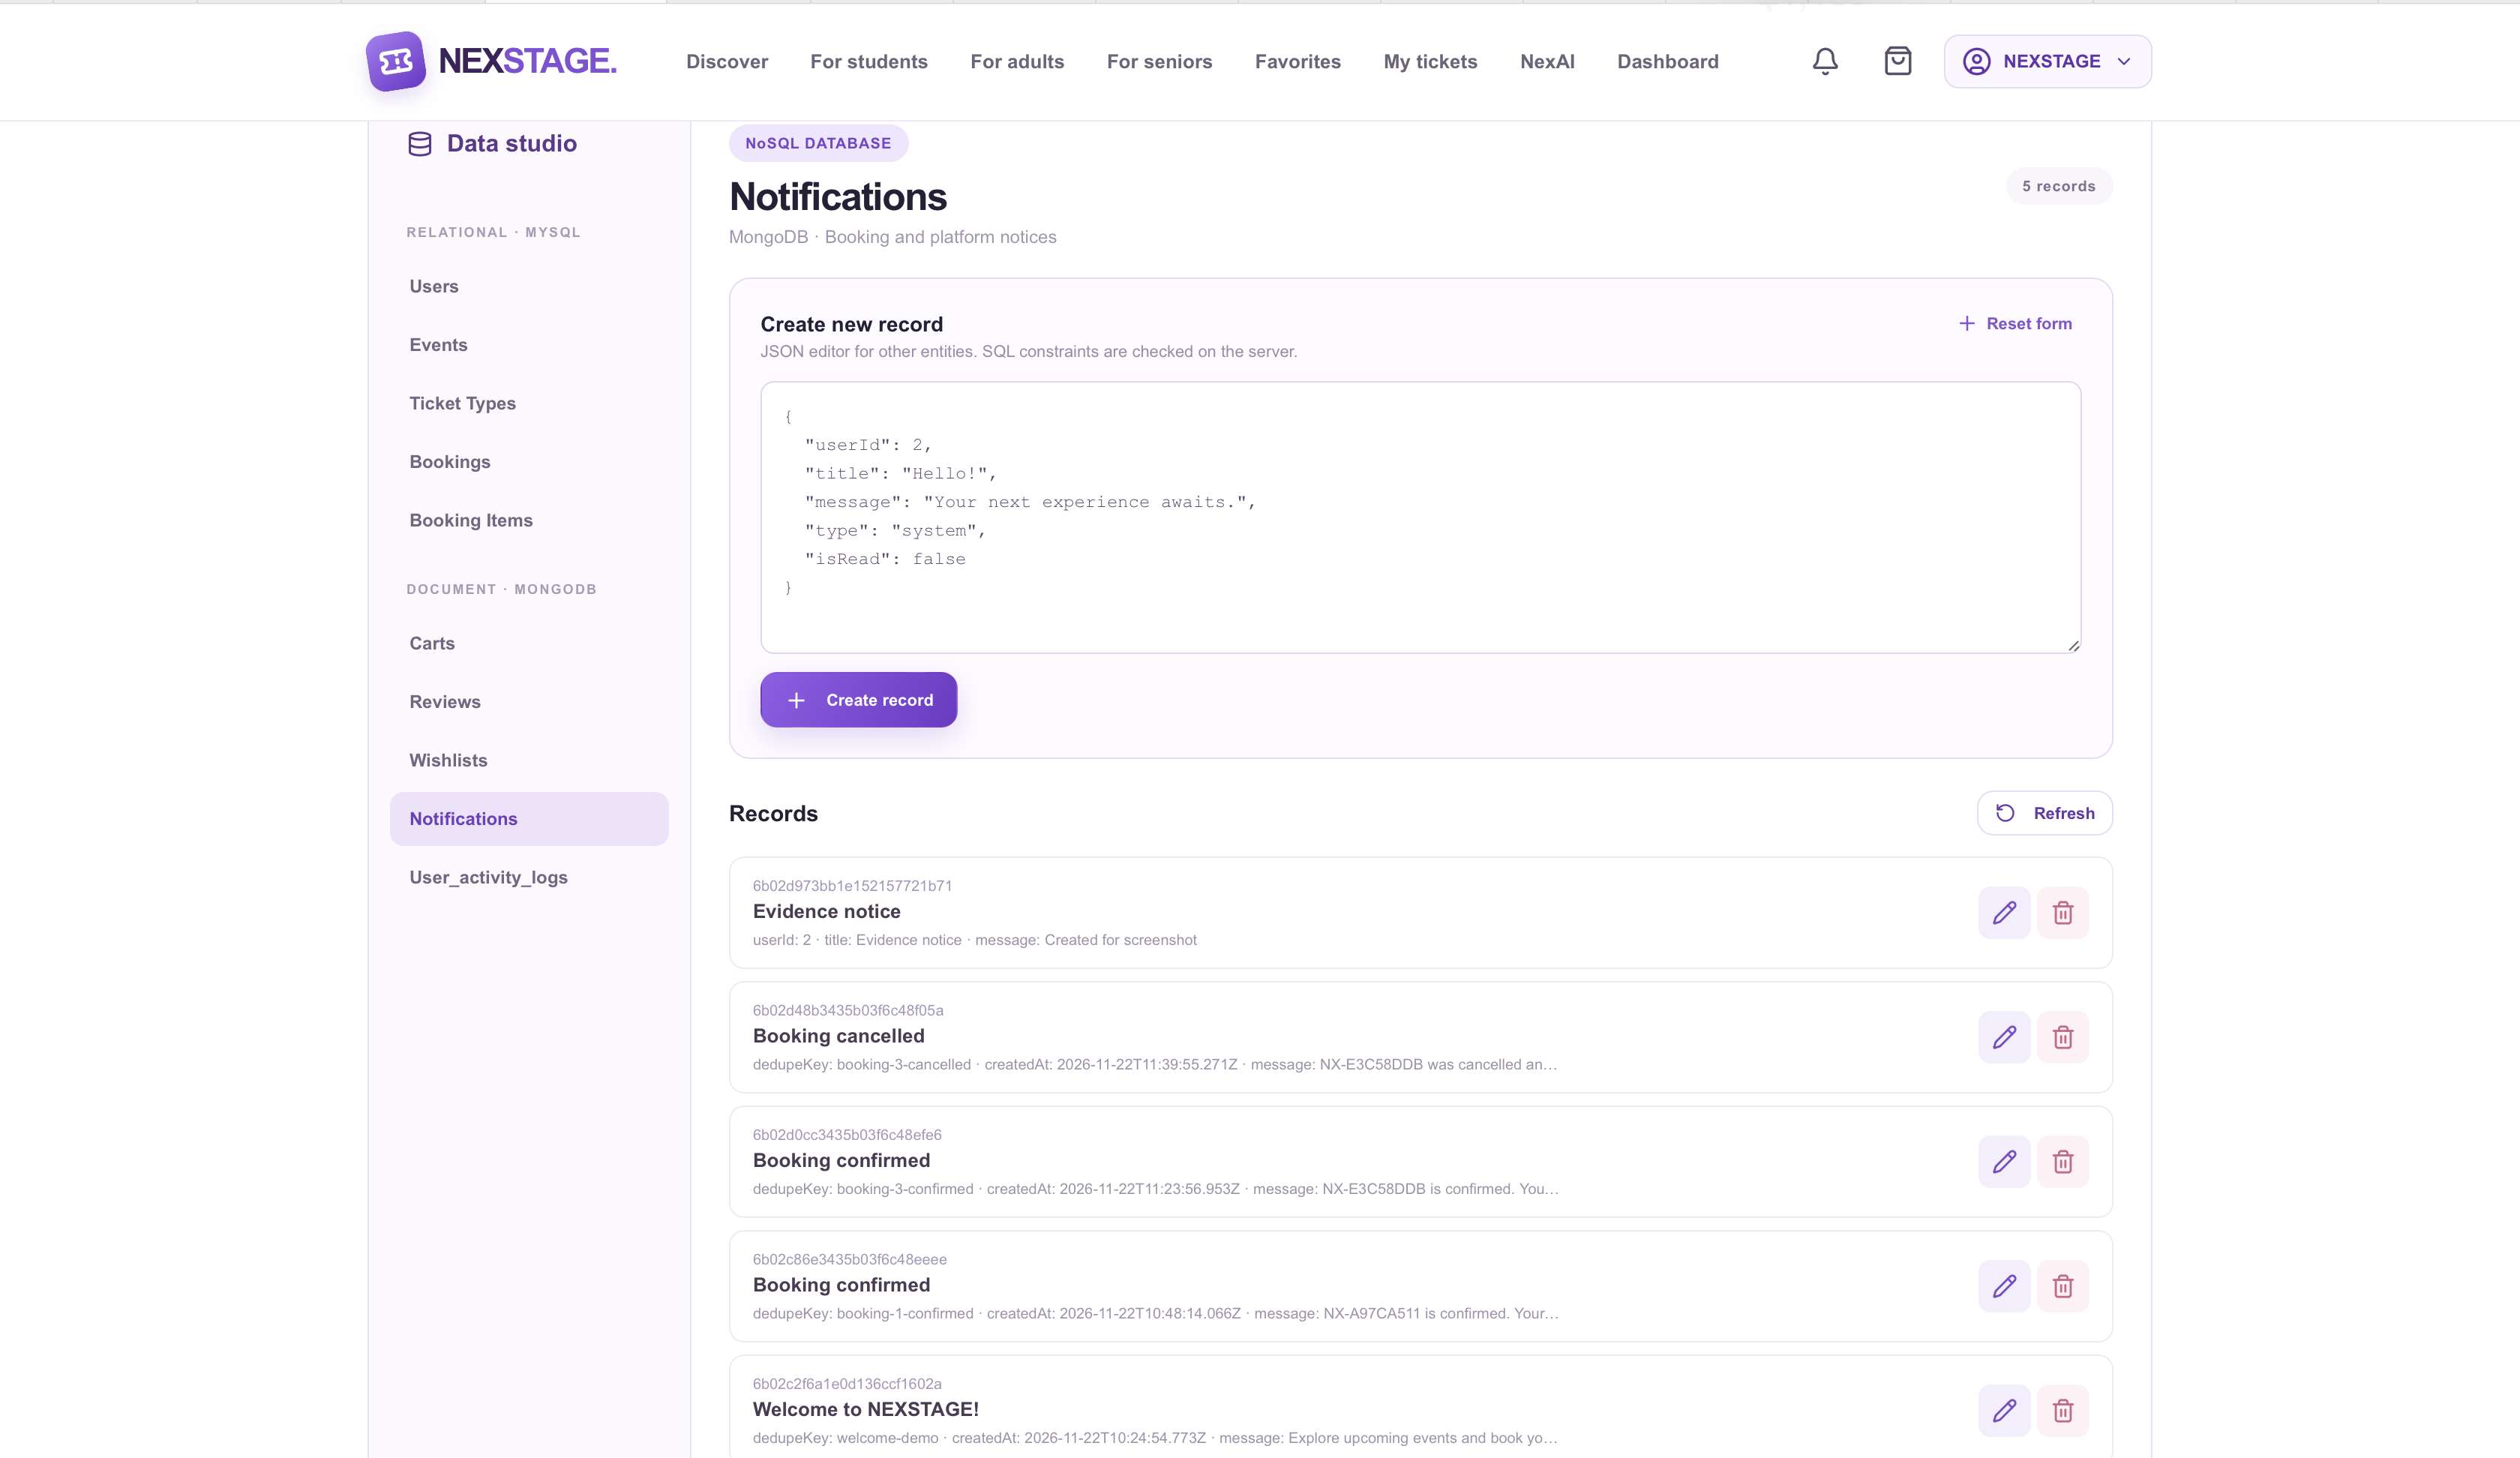 NEXSTAGE.
Discover
For students
For adults
For seniors
Favorites
My tickets
NexAI
Dashboard
NEXSTAGE
Data studio
RELATIONAL · MYSQL
Users
Events
Ticket Types
Bookings
Booking Items
DOCUMENT · MONGODB
Carts
Reviews
Wishlists
Notifications
User_activity_logs
NoSQL DATABASE
Notifications
5 records
MongoDB · Booking and platform notices
Create new record
Reset form
JSON editor for other entities. SQL constraints are checked on the server.
{
"userId": 2,
"title": "Hello!",
"message": "Your next experience awaits.",
"type": "system",
"isRead": false
}
Create record
Records
Refresh
6b02d973bb1e152157721b71
Evidence notice
userId: 2 · title: Evidence notice · message: Created for screenshot
6b02d48b3435b03f6c48f05a
Booking cancelled
dedupeKey: booking-3-cancelled · createdAt: 2026-11-22T11:39:55.271Z · message: NX-E3C58DDB was cancelled an…
6b02d0cc3435b03f6c48efe6
Booking confirmed
dedupeKey: booking-3-confirmed · createdAt: 2026-11-22T11:23:56.953Z · message: NX-E3C58DDB is confirmed. You…
6b02c86e3435b03f6c48eeee
Booking confirmed
dedupeKey: booking-1-confirmed · createdAt: 2026-11-22T10:48:14.066Z · message: NX-A97CA511 is confirmed. Your…
6b02c2f6a1e0d136ccf1602a
Welcome to NEXSTAGE!
dedupeKey: welcome-demo · createdAt: 2026-11-22T10:24:54.773Z · message: Explore upcoming events and book yo…